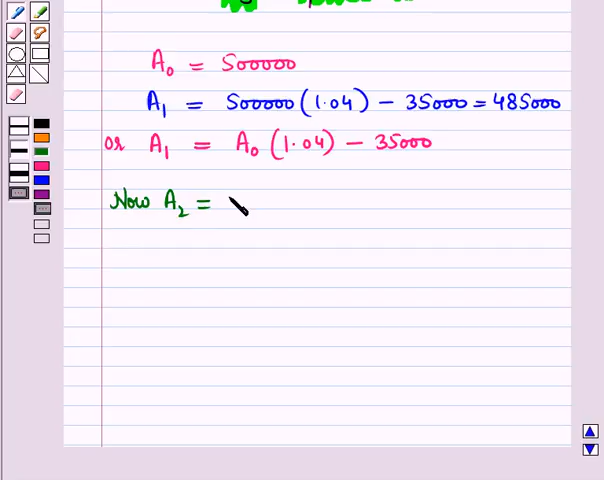 A₀ = 500000
A₁ = 500000(1.04) - 35000 = 485000
or A₁ = A₀(1.04) - 35000
Now A₂ =